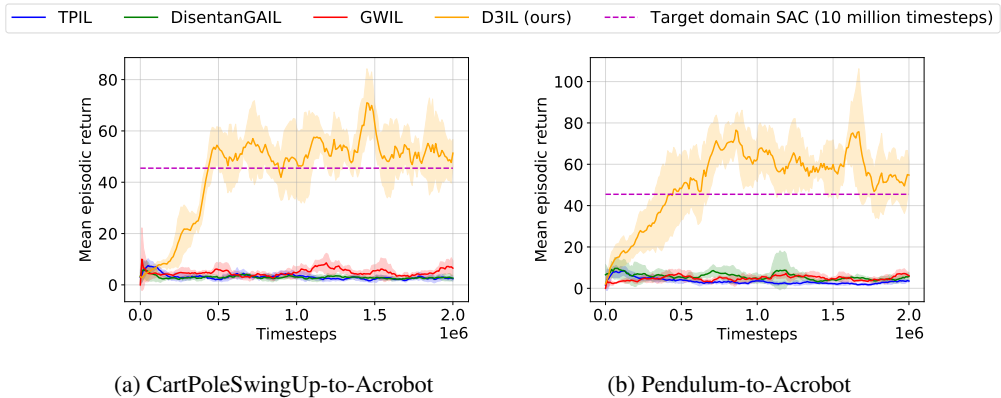 TPIL DisentanGAIL GWIL D3IL (ours) Target domain SAC (10 million timesteps)
Mean episodic return
80
60
40
20
0
0.0 0.5 1.0 1.5 2.0
Timesteps 1e6
(a) CartPoleSwingUp-to-Acrobot
Mean episodic return
100
80
60
40
20
0
0.0 0.5 1.0 1.5 2.0
Timesteps 1e6
(b) Pendulum-to-Acrobot